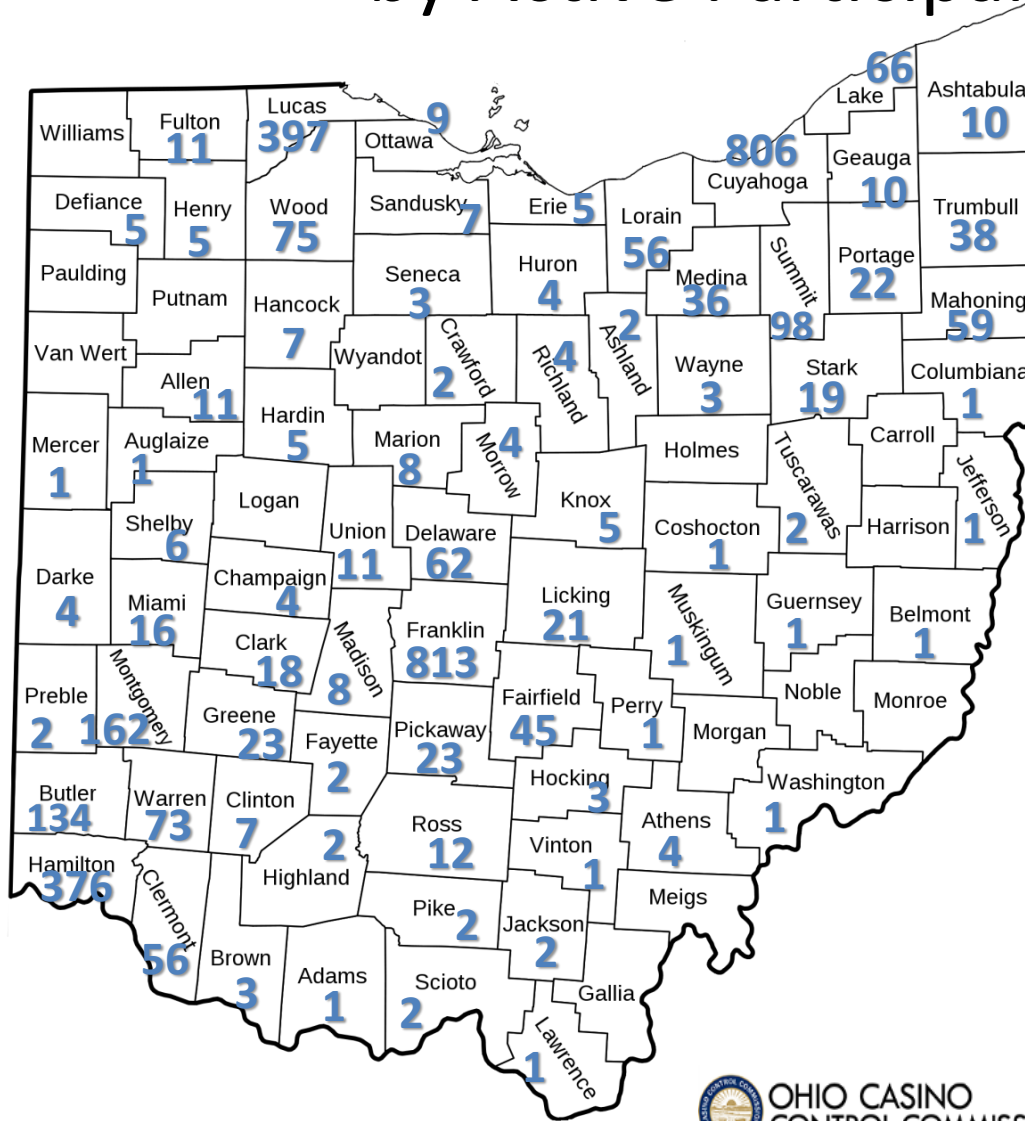 by Active Participa
Williams
Fulton
11
Lucas
397
Ottawa
9
Lake
66
Ashtabula
10
Defiance
5
Henry
5
Wood
75
Sandusky
7
Erie
5
Lorain
56
Cuyahoga
806
Geauga
10
Trumbull
38
Paulding
Putnam
Hancock
7
Seneca
3
Huron
4
Medina
36
Summit
98
Portage
22
Mahoning
59
Van Wert
Allen
11
Wyandot
Crawford
2
Richland
4
Ashland
2
Wayne
3
Stark
19
Columbiana
1
Mercer
1
Auglaize
1
Hardin
5
Marion
8
Morrow
4
Holmes
Tuscarawas
2
Carroll
Jefferson
1
Shelby
6
Logan
Union
11
Delaware
62
Knox
5
Coshocton
1
Harrison
Darke
4
Miami
16
Champaign
4
Clark
18
Madison
8
Franklin
813
Licking
21
Muskingum
1
Guernsey
1
Belmont
1
Preble
2
Montgomery
162
Greene
23
Fayette
2
Pickaway
23
Fairfield
45
Perry
1
Morgan
Noble
Monroe
Butler
134
Warren
73
Clinton
7
Highland
2
Ross
12
Hocking
3
Vinton
1
Athens
4
Washington
1
Hamilton
376
Clermont
56
Brown
3
Adams
1
Pike
2
Scioto
2
Jackson
2
Meigs
Gallia
Lawrence
1
OHIO CASINO
CONTROL COMMISS